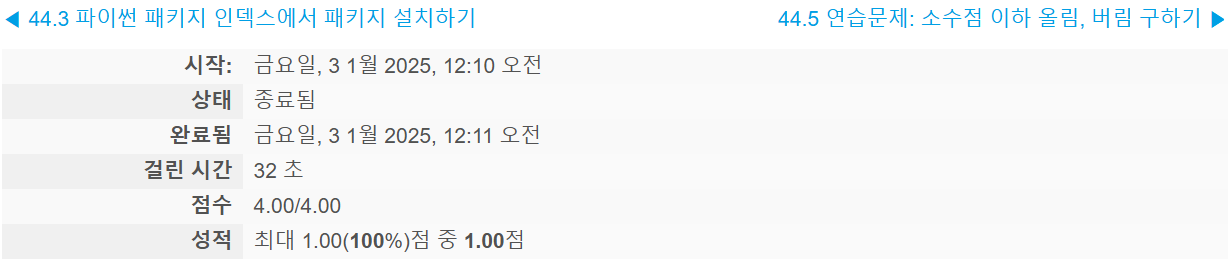 ◀ 44.3 파이썬 패키지 인덱스에서 패키지 설치하기 44.5 연습문제: 소수점 이하 올림, 버림 구하기 ▶
시작: 금요일, 3 1월 2025, 12:10 오전
상태 종료됨
완료됨 금요일, 3 1월 2025, 12:11 오전
걸린 시간 32 초
점수 4.00/4.00
성적 최대 1.00(100%)점 중 1.00점